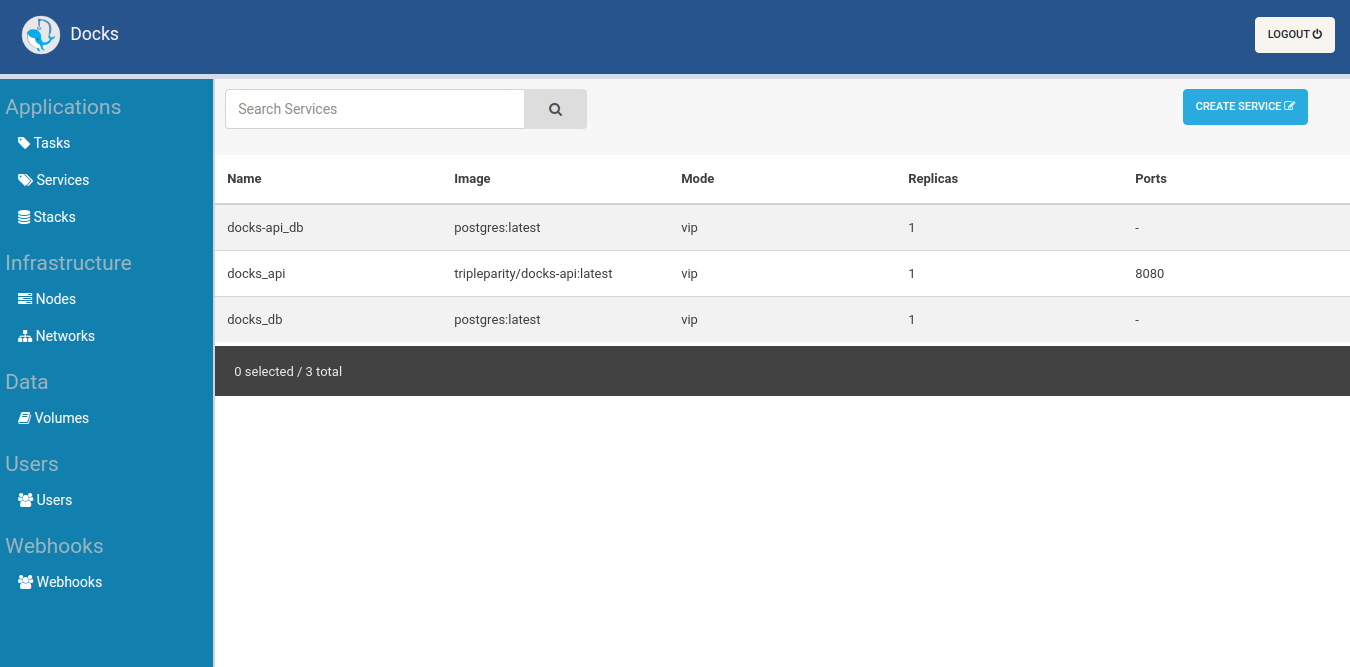 Docks
LOGOUT
Applications
Tasks
Services
Stacks
Infrastructure
Nodes
Networks
Data
Volumes
Users
Users
Webhooks
Webhooks
Search Services
CREATE SERVICE
Name Image Mode Replicas Ports
docks-api_db postgres:latest vip 1 -
docks_api tripleparity/docks-api:latest vip 1 8080
docks_db postgres:latest vip 1 -
0 selected / 3 total